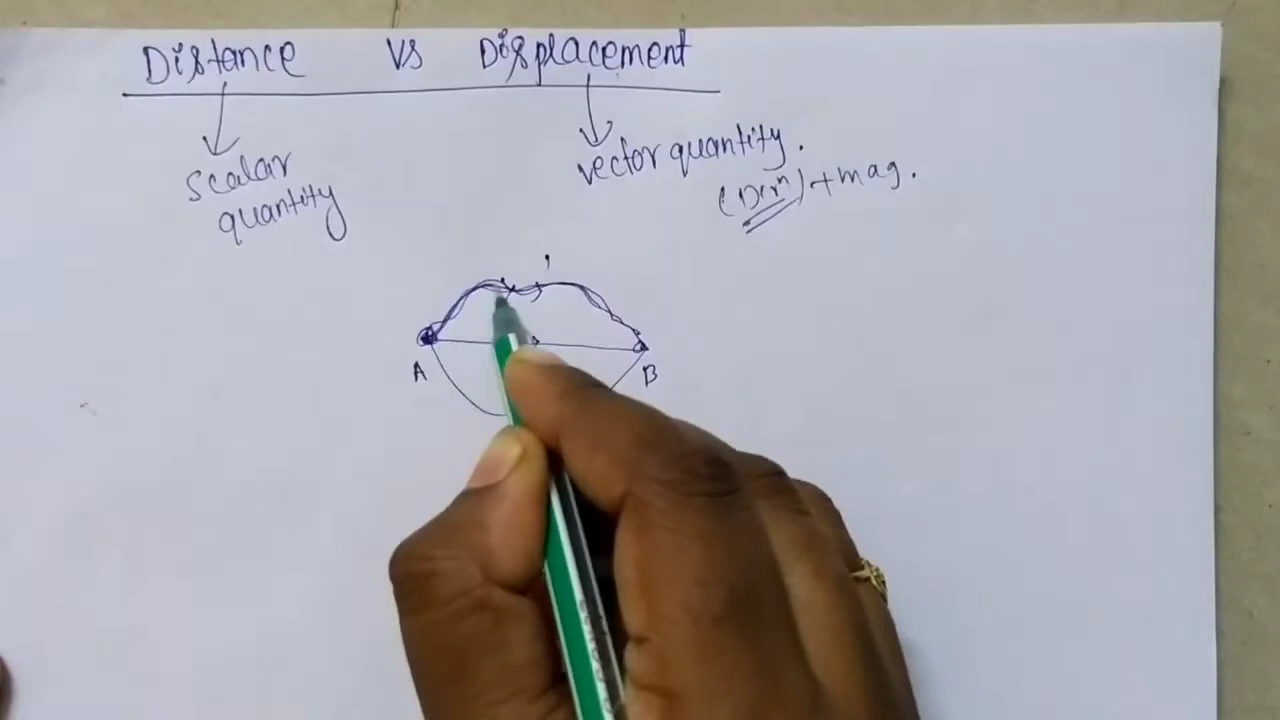 Distance vs Displacement
scalar
quantity
vector quantity.
(Dirⁿ) + mag.
A
B